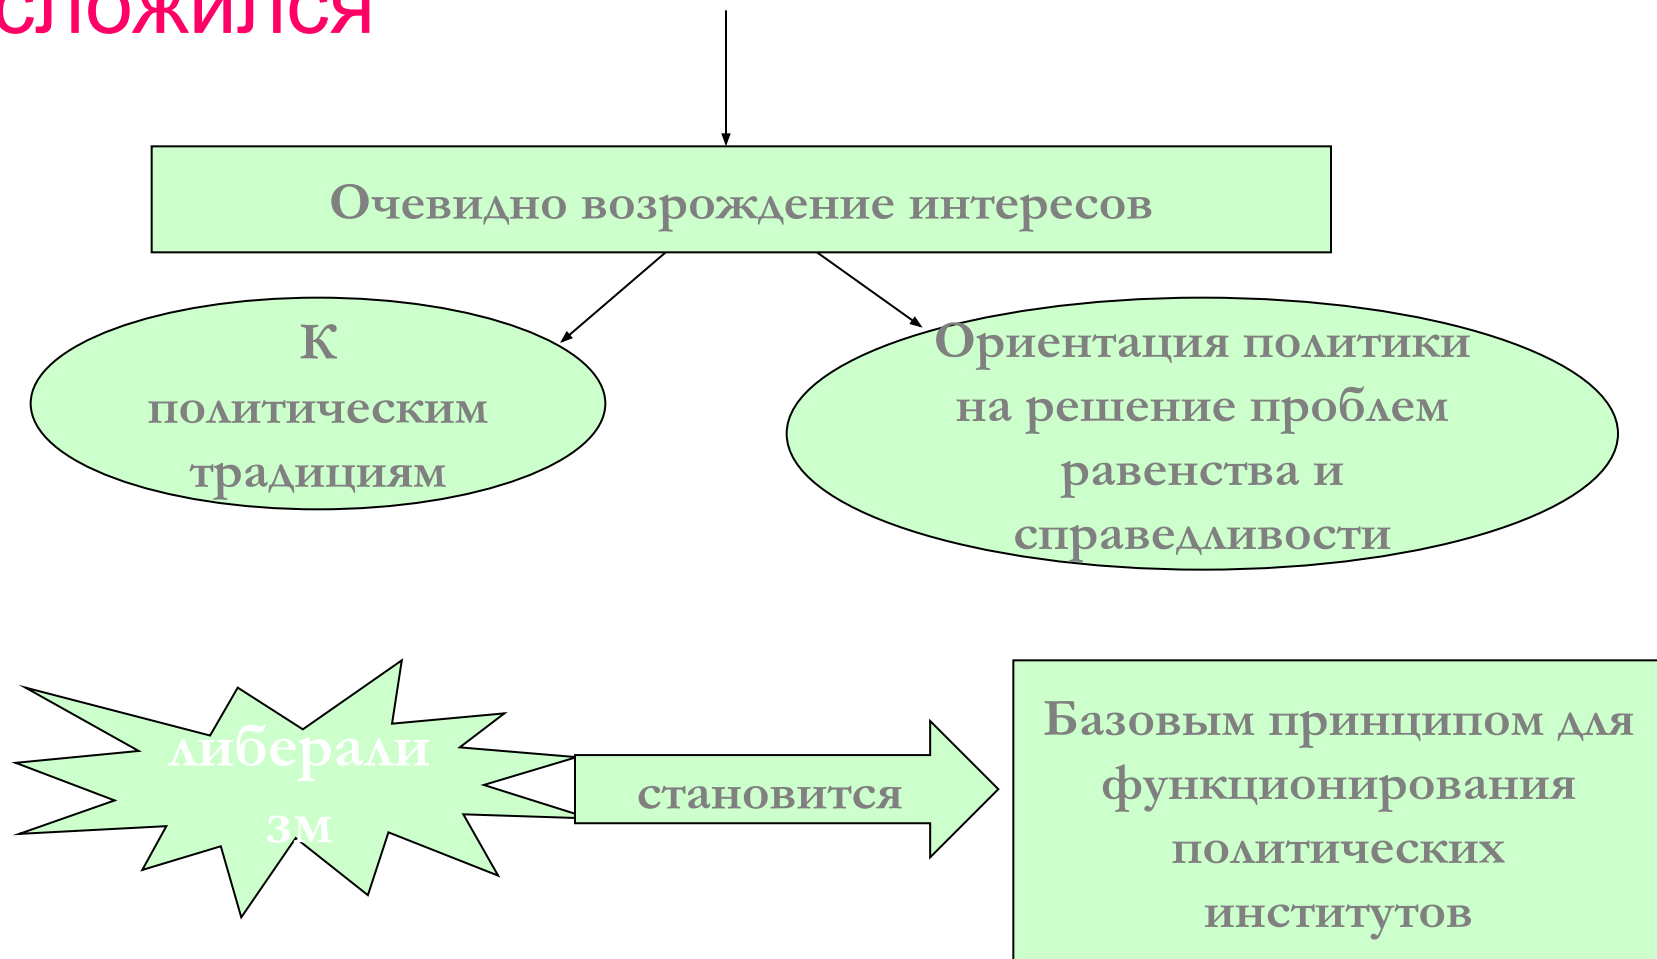 сложился
Очевидно возрождение интересов
К
политическим
традициям
Ориентация политики
на решение проблем
равенства и
справедливости
либерали
зм
становится
Базовым принципом для
функционирования
политических
институтов